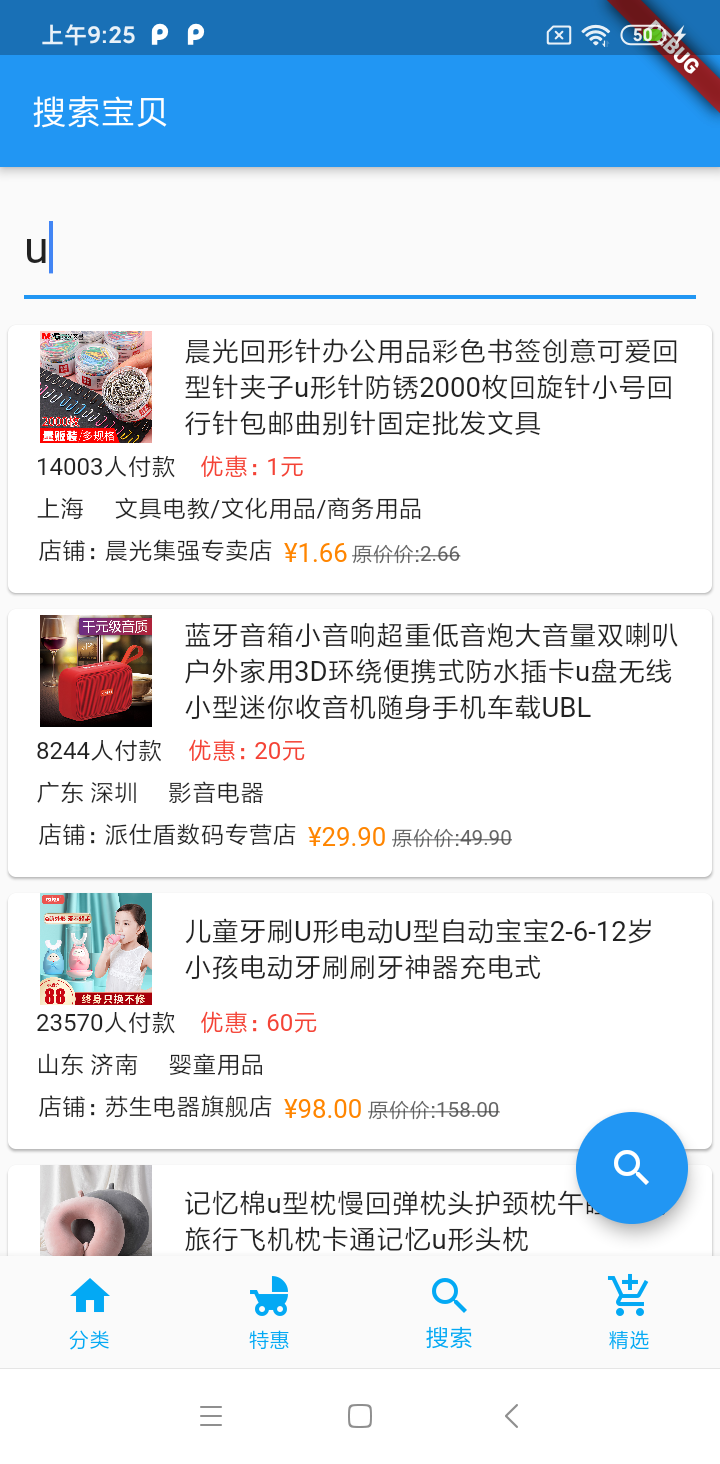 上午9:25
50
DEBUG
搜索宝贝
u
晨光回形针办公用品彩色书签创意可爱回
型针夹子u形针防锈2000枚回旋针小号回
行针包邮曲别针固定批发文具
量贩装/多规格
14003人付款 优惠: 1元
上海 文具电教/文化用品/商务用品
店铺: 晨光集强专卖店 ¥1.66 原价价:2.66
千元级音质
蓝牙音箱小音响超重低音炮大音量双喇叭
户外家用3D环绕便携式防水插卡u盘无线
小型迷你收音机随身手机车载UBL
8244人付款 优惠: 20元
广东 深圳 影音电器
店铺: 派仕盾数码专营店 ¥29.90 原价价:49.90
儿童牙刷U形电动U型自动宝宝2-6-12岁
小孩电动牙刷刷牙神器充电式
88 终身只换不修
23570人付款 优惠: 60元
山东 济南 婴童用品
店铺: 苏生电器旗舰店 ¥98.00 原价价:158.00
记忆棉u型枕慢回弹枕头护颈枕午
旅行飞机枕卡通记忆u形头枕
分类
特惠
搜索
精选